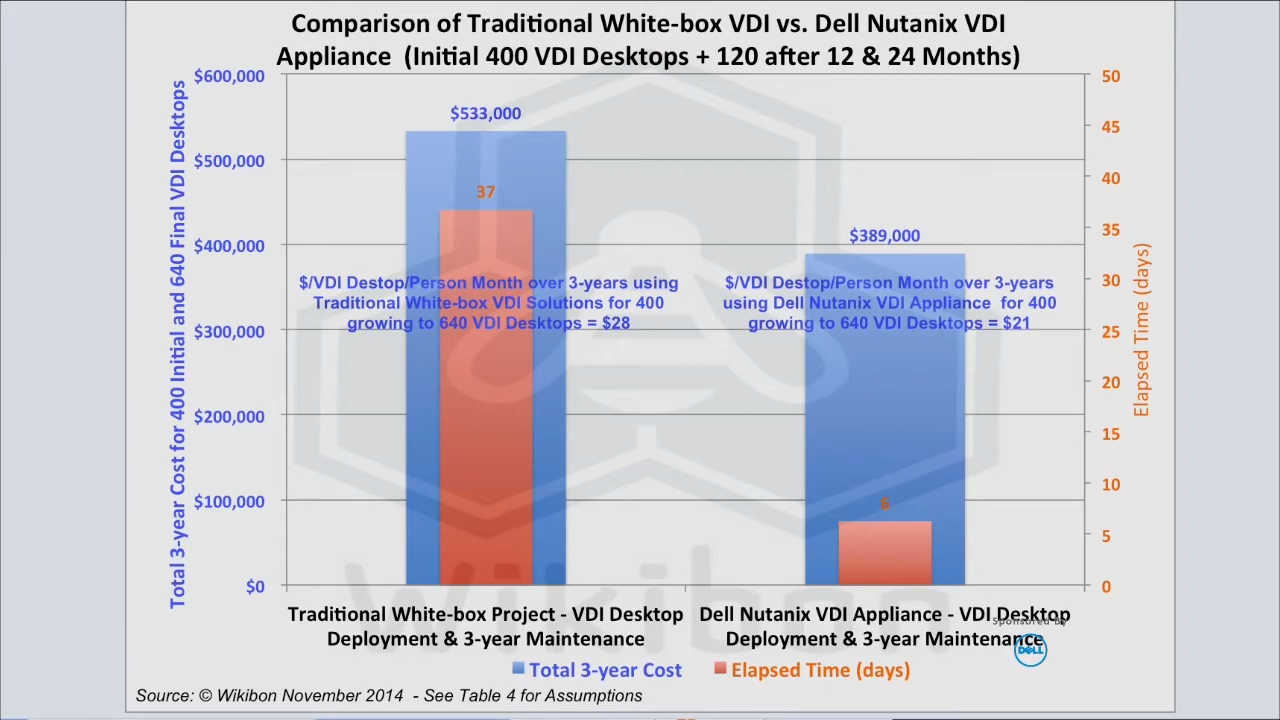 Comparison of Traditional White-box VDI vs. Dell Nutanix VDI
Appliance (Initial 400 VDI Desktops + 120 after 12 & 24 Months)
Total 3-year Cost for 400 Initial and 640 Final VDI Desktops
$600,000
$500,000
$400,000
$300,000
$200,000
$100,000
$0
$533,000
37
$/VDI Destop/Person Month over 3-years using
Traditional White-box VDI Solutions for 400
growing to 640 VDI Desktops = $28
$389,000
$/VDI Destop/Person Month over 3-years
using Dell Nutanix VDI Appliance for 400
growing to 640 VDI Desktops = $21
6
50
45
40
35
30
25
20
15
10
5
0
Elapsed Time (days)
Wikibon
Traditional White-box Project - VDI Desktop
Deployment & 3-year Maintenance
Dell Nutanix VDI Appliance - VDI Desktop
Deployment & 3-year Maintenance
Sponsored By
DELL
Total 3-year Cost
Elapsed Time (days)
Source: © Wikibon November 2014 - See Table 4 for Assumptions